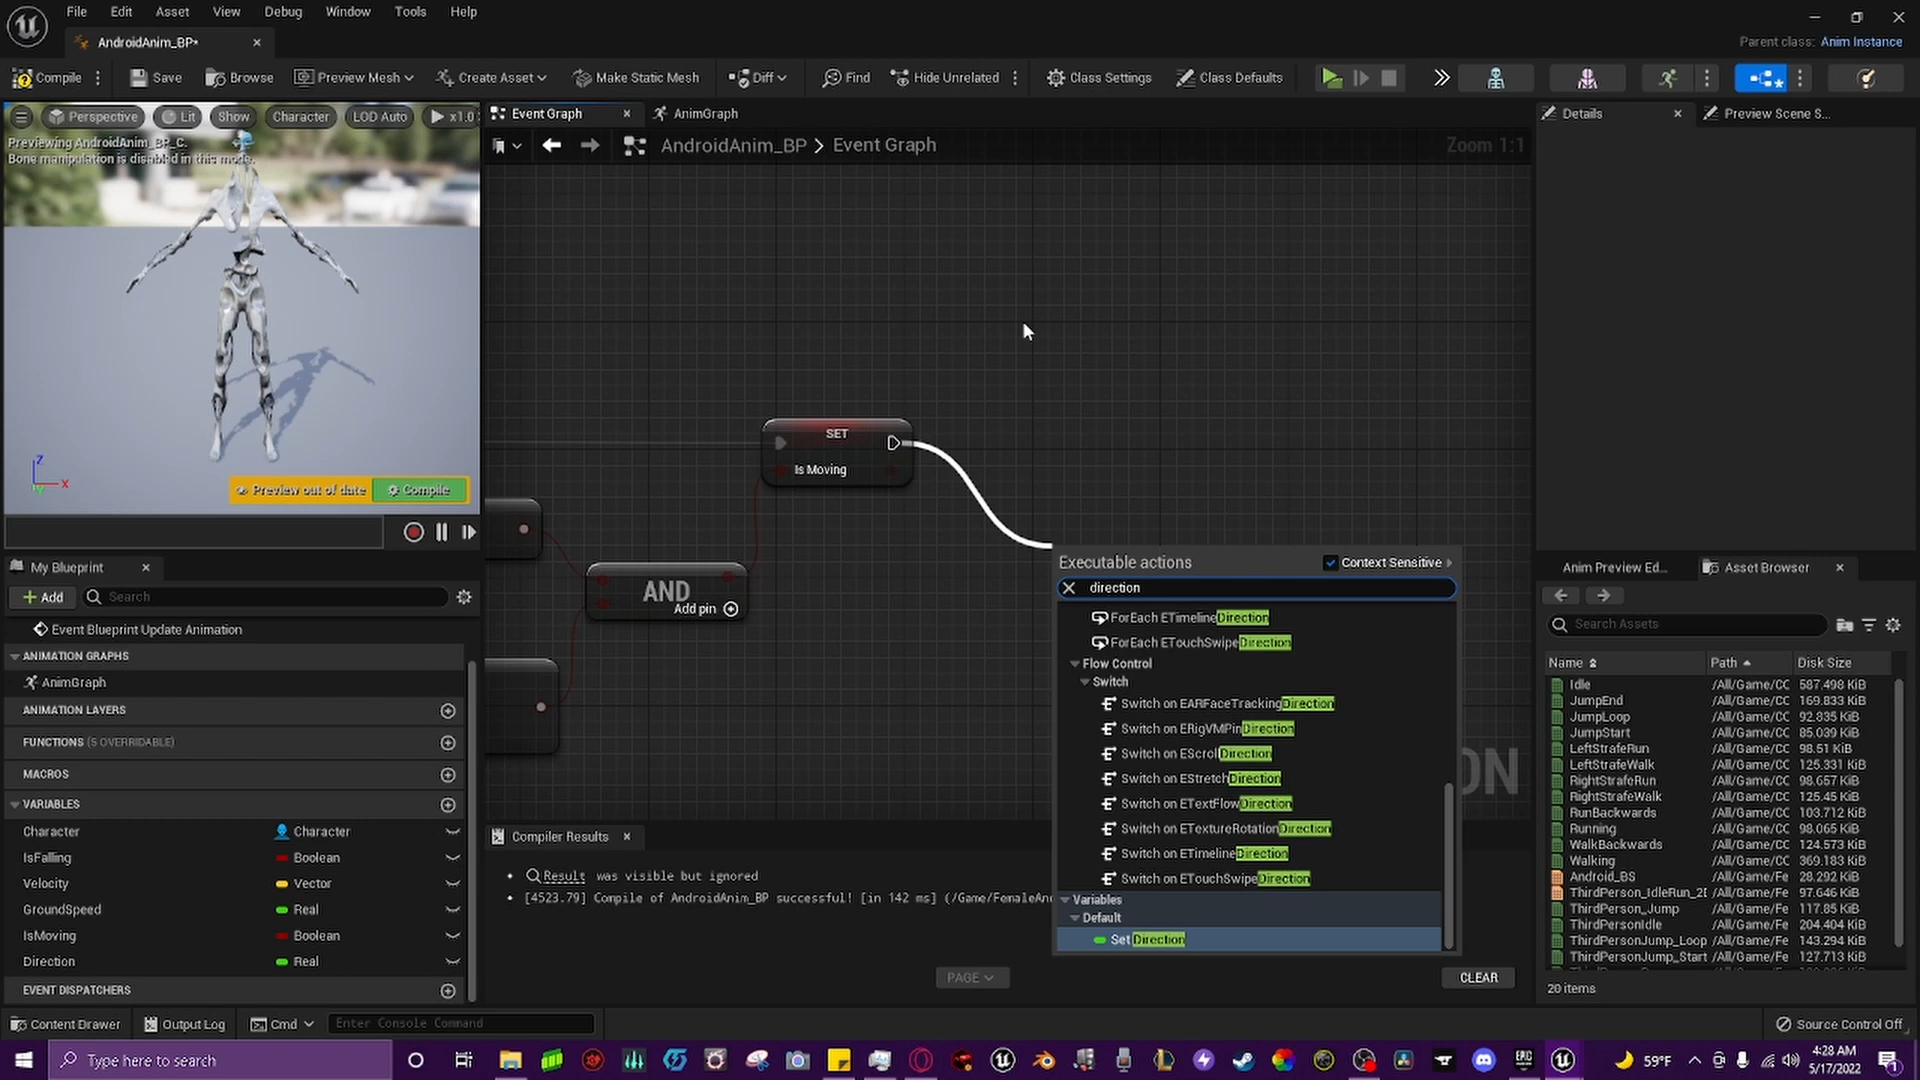 File Edit Asset View Debug Window Tools Help
AndroidAnim_BP*
Parent class: Anim Instance
Compile Save Browse Preview Mesh Create Asset Make Static Mesh Diff Find Hide Unrelated Class Settings Class Defaults
Perspective Lit Show Character LOD Auto x1.0
Previewing AndroidAnim_BP_C.
Bone manipulation is disabled in this mode.
Z
X
Preview out of date Compile
Event Graph AnimGraph
AndroidAnim_BP > Event Graph
Zoom 1:1
SET
Is Moving
AND
Add pin
ON
Executable actions Context Sensitive
direction
ForEach ETimelineDirection
ForEach ETouchSwipeDirection
Flow Control
Switch
Switch on EARFaceTrackingDirection
Switch on ERigVMPinDirection
Switch on EScrollDirection
Switch on EStretchDirection
Switch on ETextFlowDirection
Switch on ETextureRotationDirection
Switch on ETimelineDirection
Switch on ETouchSwipeDirection
Variables
Default
Set Direction
My Blueprint
Add Search
Event Blueprint Update Animation
ANIMATION GRAPHS
AnimGraph
ANIMATION LAYERS
FUNCTIONS (5 OVERRIDABLE)
MACROS
VARIABLES
Character Character
IsFalling Boolean
Velocity Vector
GroundSpeed Real
IsMoving Boolean
Direction Real
EVENT DISPATCHERS
Compiler Results
Result was visible but ignored
[4523.79] Compile of AndroidAnim_BP successful! [in 142 ms] (/Game/FemaleAn
PAGE
CLEAR
Details Preview Scene S...
Anim Preview Ed... Asset Browser
Search Assets
Name Path Disk Size
Idle /All/Game/CC 587.498 KiB
JumpEnd /All/Game/CC 169.833 KiB
JumpLoop /All/Game/CC 92.835 KiB
JumpStart /All/Game/CC 85.039 KiB
LeftStrafeRun /All/Game/CC 98.51 KiB
LeftStrafeWalk /All/Game/CC 125.331 KiB
RightStrafeRun /All/Game/CC 98.657 KiB
RightStrafeWalk /All/Game/CC 125.45 KiB
RunBackwards /All/Game/CC 103.712 KiB
Running /All/Game/CC 98.065 KiB
WalkBackwards /All/Game/CC 124.573 KiB
Walking /All/Game/CC 369.183 KiB
Android_BS /All/Game/Fe 28.292 KiB
ThirdPerson_IdleRun_2D /All/Game/Fe 97.646 KiB
ThirdPerson_Jump /All/Game/Fe 117.85 KiB
ThirdPersonIdle /All/Game/Fe 204.404 KiB
ThirdPersonJump_Loop /All/Game/Fe 143.294 KiB
ThirdPersonJump_Start /All/Game/Fe 127.713 KiB
20 items
Content Drawer Output Log Cmd Enter Console Command Source Control Off
Type here to search
59°F
4:28 AM
5/17/2022